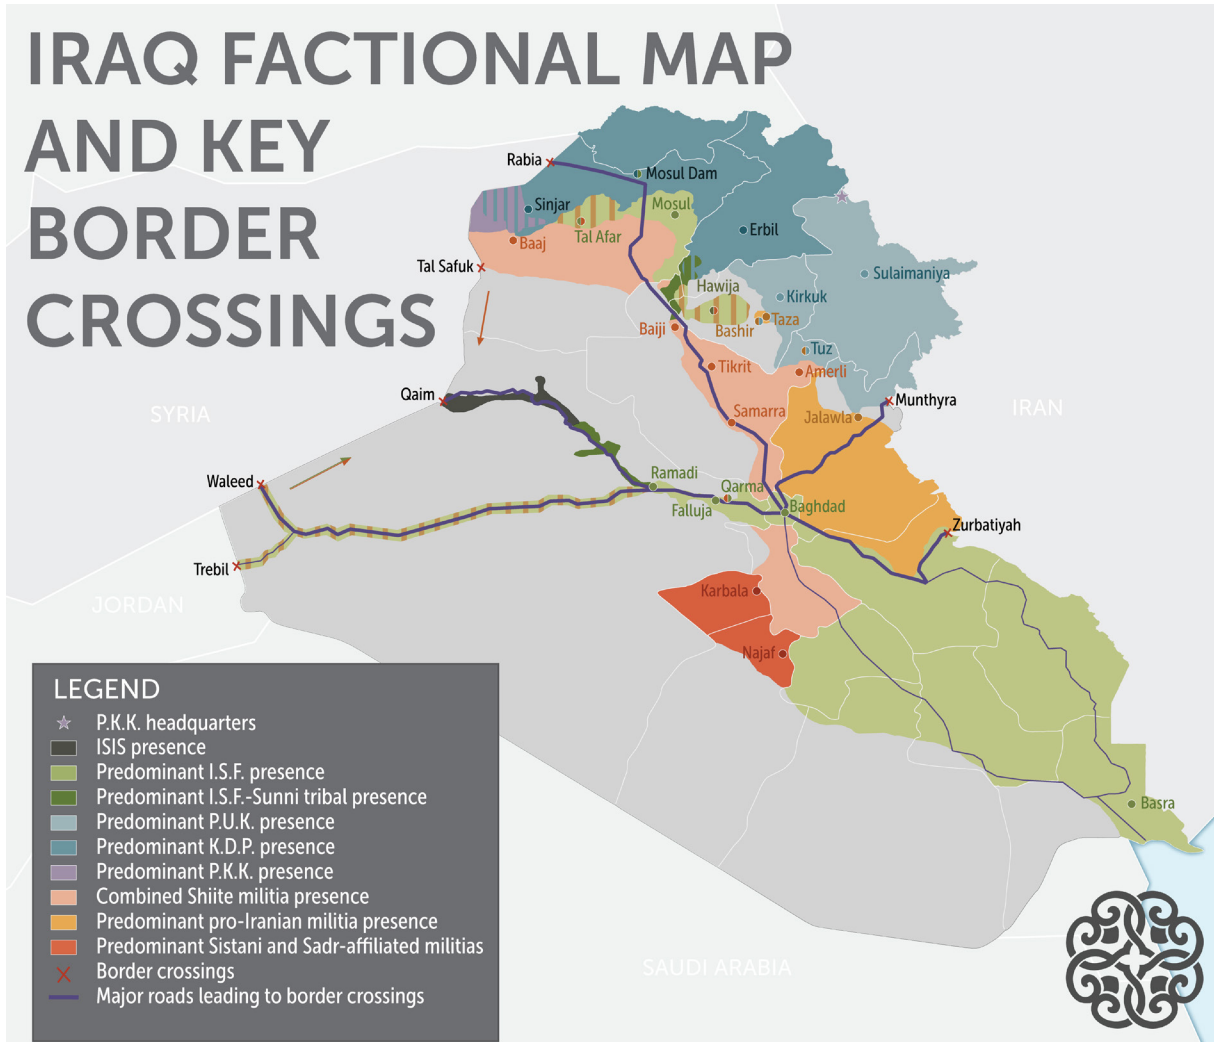 IRAQ FACTIONAL MAP
AND KEY
BORDER
CROSSINGS
Rabia
Mosul Dam
Sinjar
Mosul
Tal Afar
Erbil
Baaj
Tal Safuk
Sulaimaniya
Hawija
Kirkuk
Taza
Baiji
Bashir
Tuz
Tikrit
Amerli
Qaim
Munthyra
SYRIA
IRAN
Samarra
Jalawla
Waleed
Ramadi
Qarma
Falluja
Baghdad
Zurbatiyah
Trebil
Karbala
JORDAN
Najaf
LEGEND
P.K.K. headquarters
ISIS presence
Predominant I.S.F. presence
Predominant I.S.F.-Sunni tribal presence
Predominant P.U.K. presence
Predominant K.D.P. presence
Predominant P.K.K. presence
Combined Shiite militia presence
Predominant pro-Iranian militia presence
Predominant Sistani and Sadr-affiliated militias
Border crossings
Major roads leading to border crossings
Basra
SAUDI ARABIA